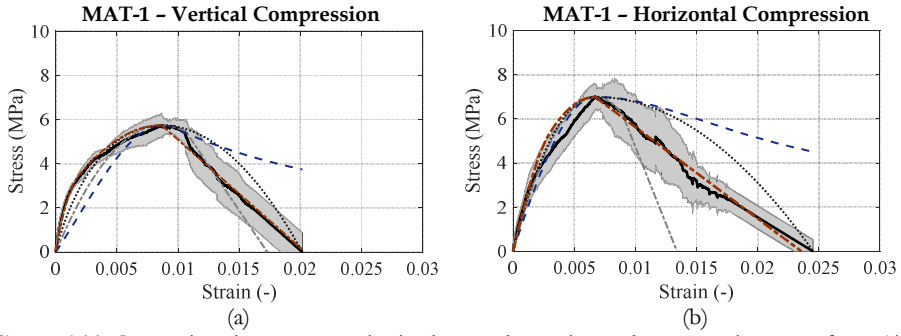 MAT-1 – Vertical Compression
10
8
6
4
2
0
Stress (MPa)
0 0.005 0.01 0.015 0.02 0.025 0.03
Strain (-)
(a)
MAT-1 – Horizontal Compression
10
8
6
4
2
0
Stress (MPa)
0 0.005 0.01 0.015 0.02 0.025 0.03
Strain (-)
(b)